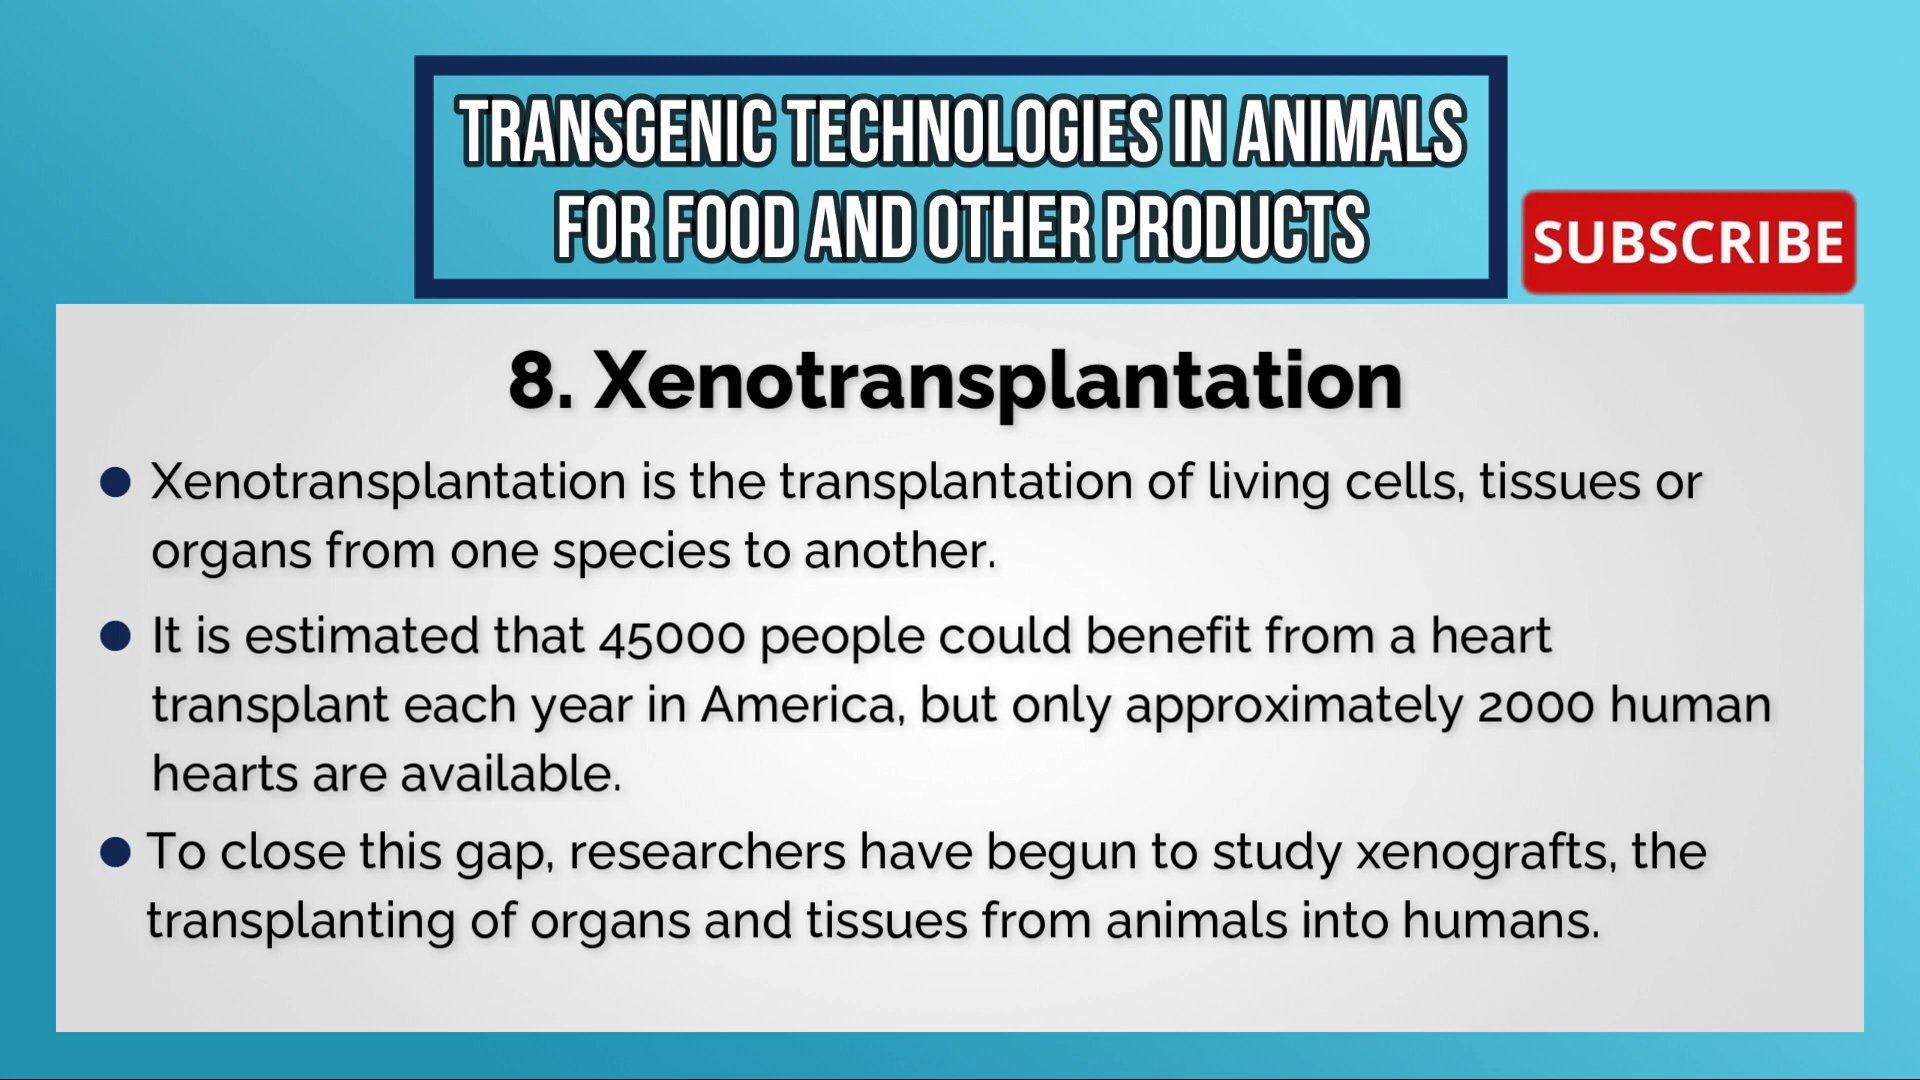 TRANSGENIC TECHNOLOGIES IN ANIMALS
FOR FOOD AND OTHER PRODUCTS
SUBSCRIBE
8. Xenotransplantation
● Xenotransplantation is the transplantation of living cells, tissues or
organs from one species to another.
● It is estimated that 45000 people could benefit from a heart
transplant each year in America, but only approximately 2000 human
hearts are available.
● To close this gap, researchers have begun to study xenografts, the
transplanting of organs and tissues from animals into humans.